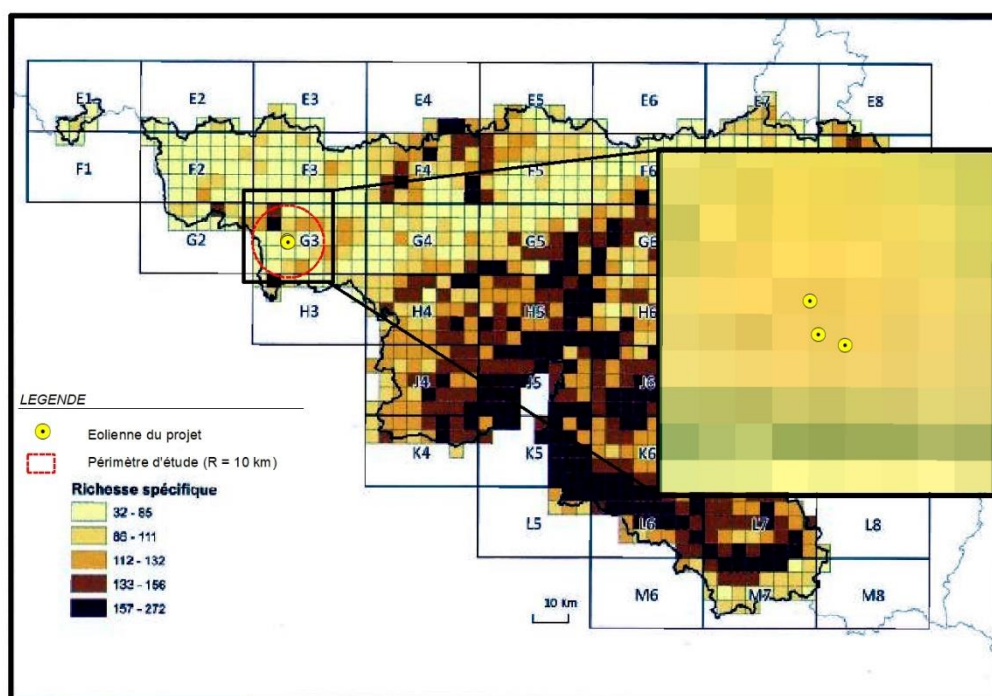 E1 E2 E3 E4 E5 E6 E7 E8
F1 F2 F3 F4 F5 F6
G2 G3 G4 G5 G6
H3 H4 H5 H6
J4 J5 J6
K4 K5 K6
L5 L6 L7 L8
M6 M7 M8
LEGENDE
Eolienne du projet
Périmètre d'étude (R = 10 km)
Richesse spécifique
32 - 85
86 - 111
112 - 132
133 - 156
157 - 272
10 Km